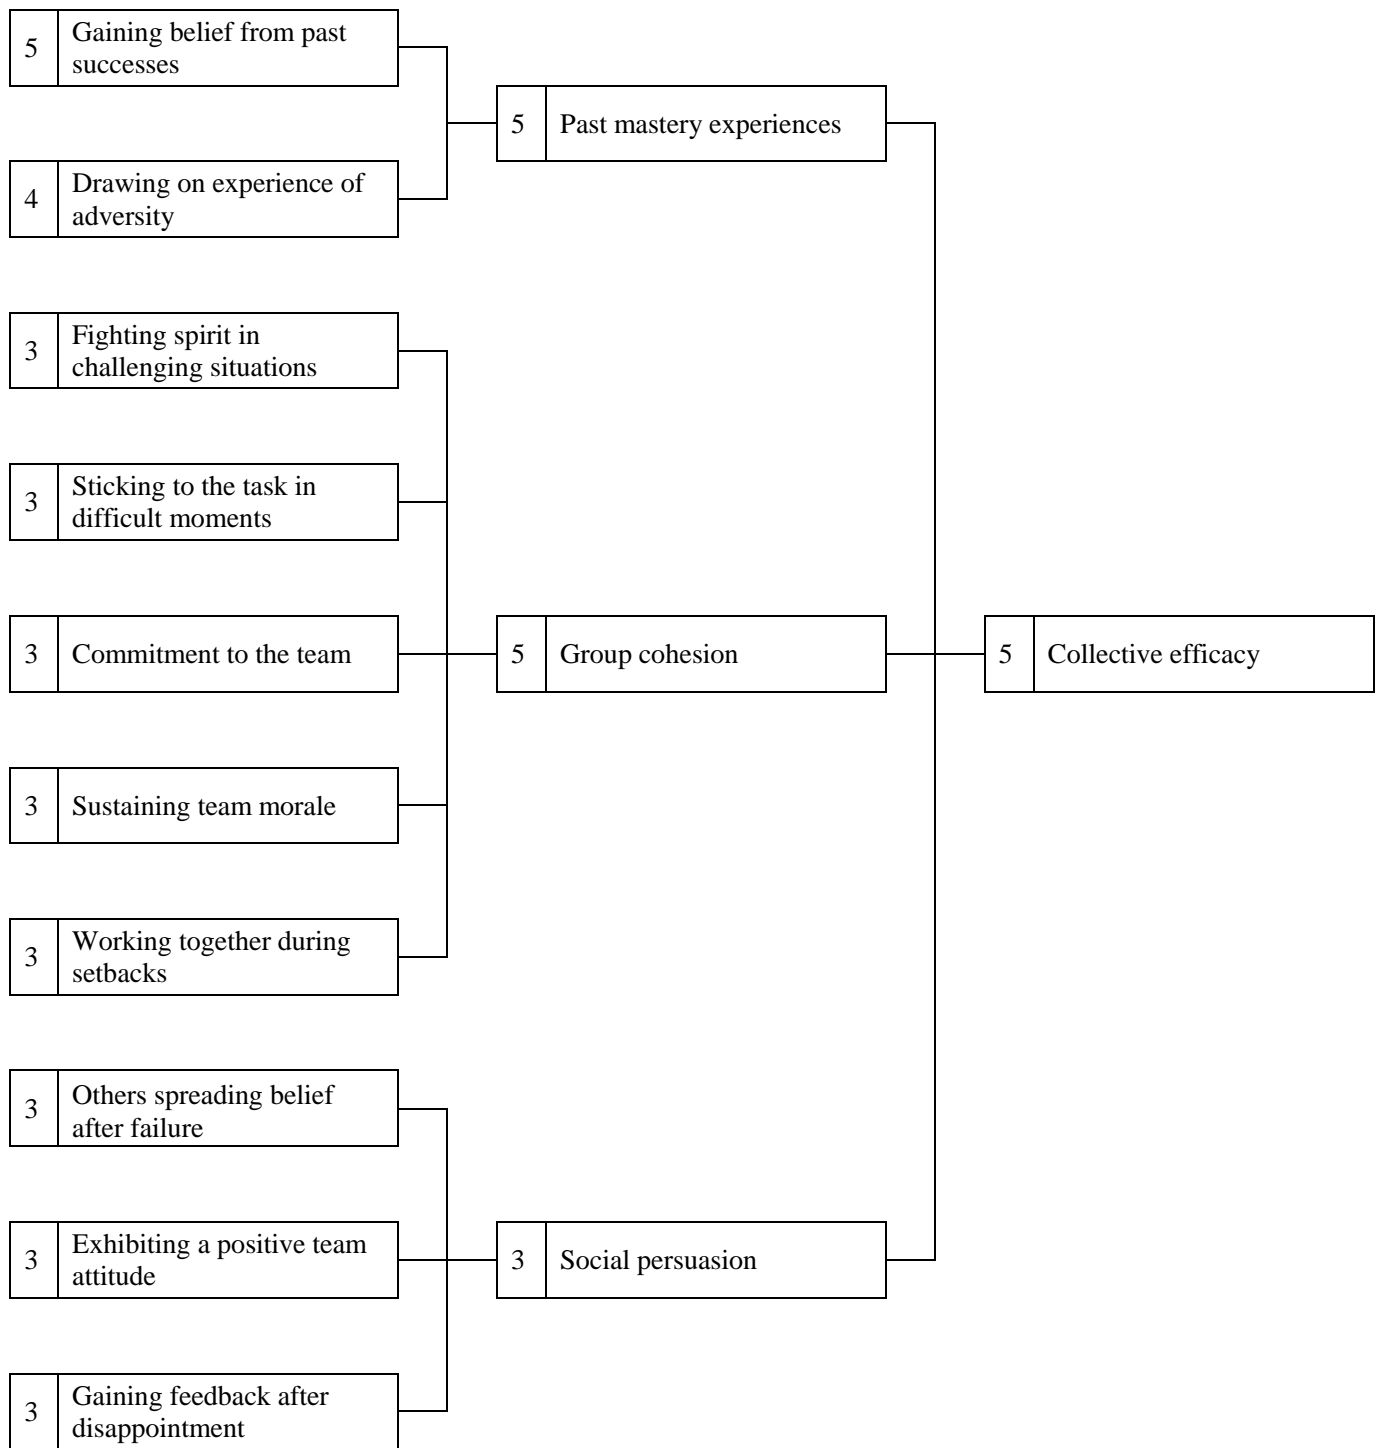 5
Gaining belief from past
successes
5
Past mastery experiences
4
Drawing on experience of
adversity
3
Fighting spirit in
challenging situations
3
Sticking to the task in
difficult moments
3
Commitment to the team
5
Group cohesion
5
Collective efficacy
3
Sustaining team morale
3
Working together during
setbacks
3
Others spreading belief
after failure
3
Exhibiting a positive team
attitude
3
Social persuasion
3
Gaining feedback after
disappointment